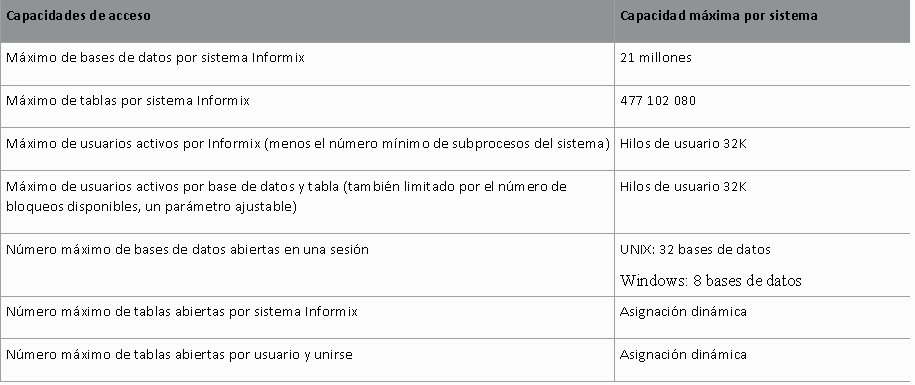 Capacidades de acceso Capacidad máxima por sistema
Máximo de bases de datos por sistema Informix 21 millones
Máximo de tablas por sistema Informix 477 102 080
Máximo de usuarios activos por Informix (menos el número mínimo de subprocesos del sistema) Hilos de usuario 32K
Máximo de usuarios activos por base de datos y tabla (también limitado por el número de
bloqueos disponibles, un parámetro ajustable) Hilos de usuario 32K
Número máximo de bases de datos abiertas en una sesión UNIX: 32 bases de datos
Windows: 8 bases de datos
Número máximo de tablas abiertas por sistema Informix Asignación dinámica
Número máximo de tablas abiertas por usuario y unirse Asignación dinámica